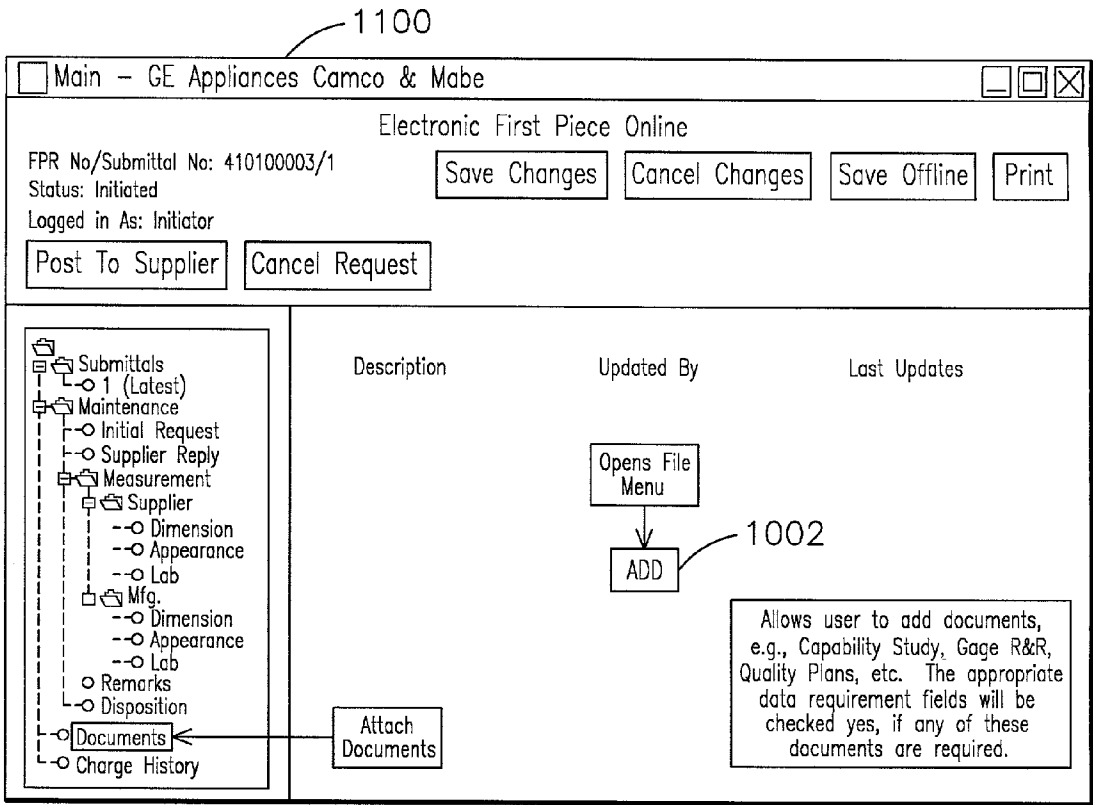 1100
Main – GE Appliances Camco & Mabe
Electronic First Piece Online
FPR No/Submittal No: 410100003/1
Status: Initiated
Logged in As: Initiator
Save Changes
Cancel Changes
Save Offline
Print
Post To Supplier
Cancel Request
Submittals
1 (Latest)
Maintenance
Initial Request
Supplier Reply
Measurement
Supplier
Dimension
Appearance
Lab
Mfg.
Dimension
Appearance
Lab
Remarks
Disposition
Documents
Charge History
Attach
Documents
Description
Updated By
Last Updates
Opens File
Menu
ADD
1002
Allows user to add documents,
e.g., Capability Study, Gage R&R,
Quality Plans, etc. The appropriate
data requirement fields will be
checked yes, if any of these
documents are required.